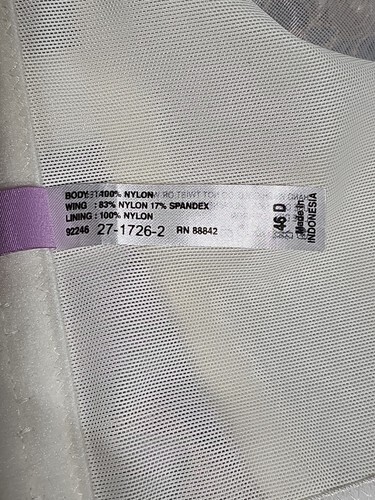 BODY : 100% NYLON
WING : 83% NYLON 17% SPANDEX
LINING : 100% NYLON
92246 27-1726-2 RN 88842
46 D
Made in
INDONESIA